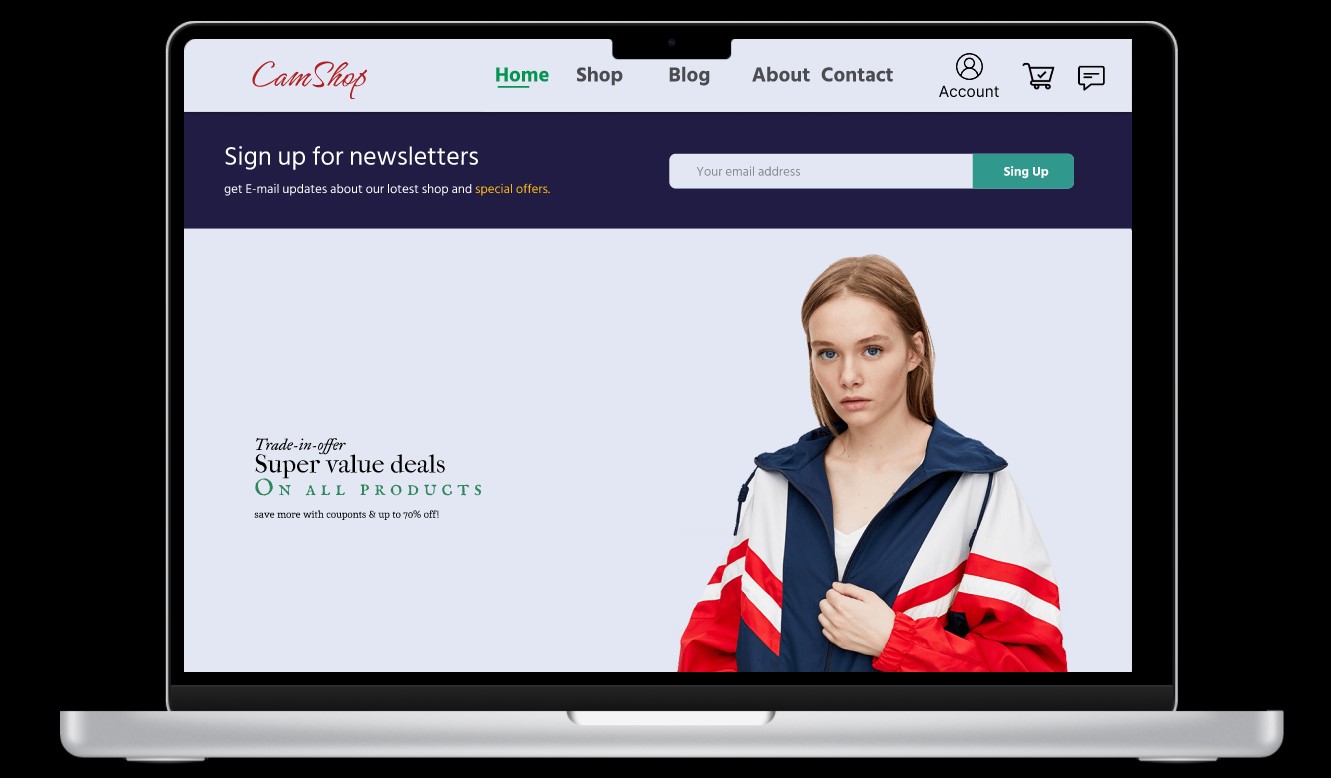 CamShop
Home Shop Blog About Contact
Account
Sign up for newsletters
get E-mail updates about our lotest shop and special offers.
Your email address
Sing Up
Trade-in-offer
Super value deals
On all products
save more with couponts & up to 70% off!